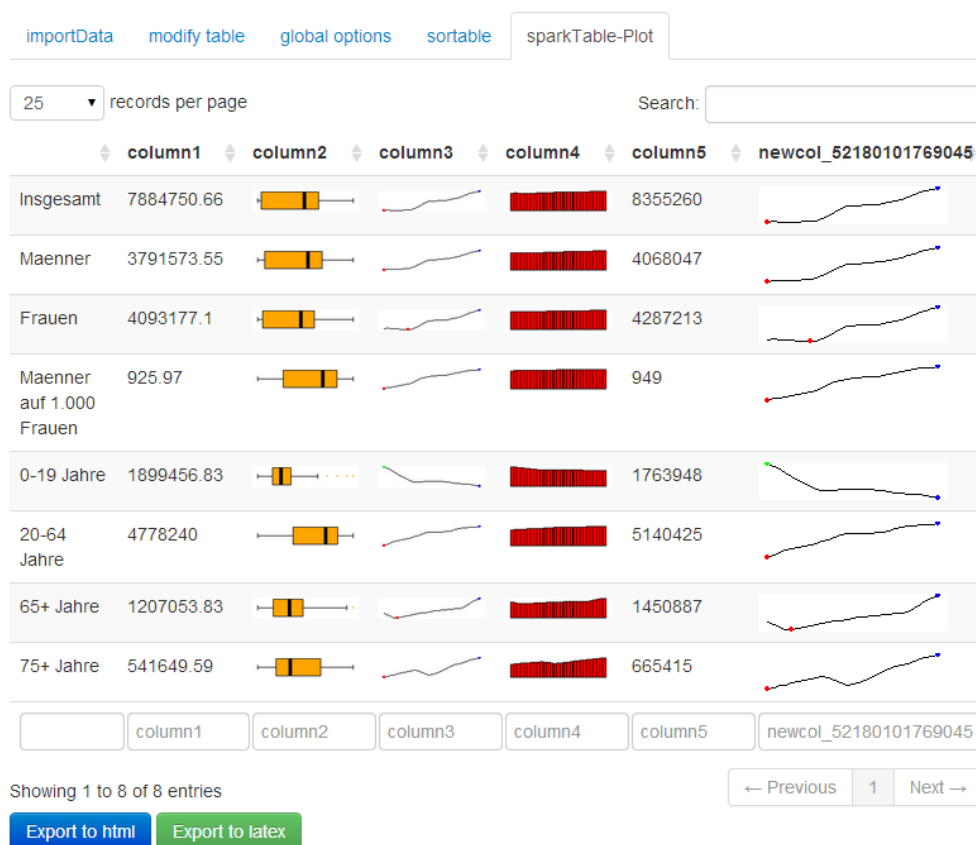 importData modify table global options sortable sparkTable-Plot
25 records per page Search:
column1 column2 column3 column4 column5 newcol_52180101769045
Insgesamt 7884750.66 8355260
Maenner 3791573.55 4068047
Frauen 4093177.1 4287213
Maenner 925.97 949
auf 1.000
Frauen
0-19 Jahre 1899456.83 1763948
20-64 4778240 5140425
Jahre
65+ Jahre 1207053.83 1450887
75+ Jahre 541649.59 665415
column1 column2 column3 column4 column5 newcol_52180101769045
Showing 1 to 8 of 8 entries ← Previous 1 Next →
Export to html Export to latex